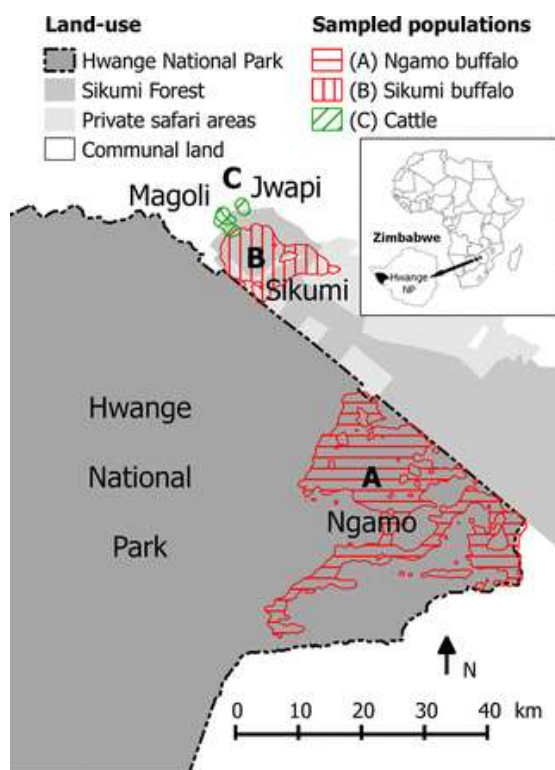 Land-use
Hwange National Park
Sikumi Forest
Private safari areas
Communal land
Sampled populations
(A) Ngamo buffalo
(B) Sikumi buffalo
(C) Cattle
C
Magoli
Jwapi
B
Sikumi
Zimbabwe
Hwange
NP
Hwange
National
Park
A
Ngamo
N
0 10 20 30 40 km